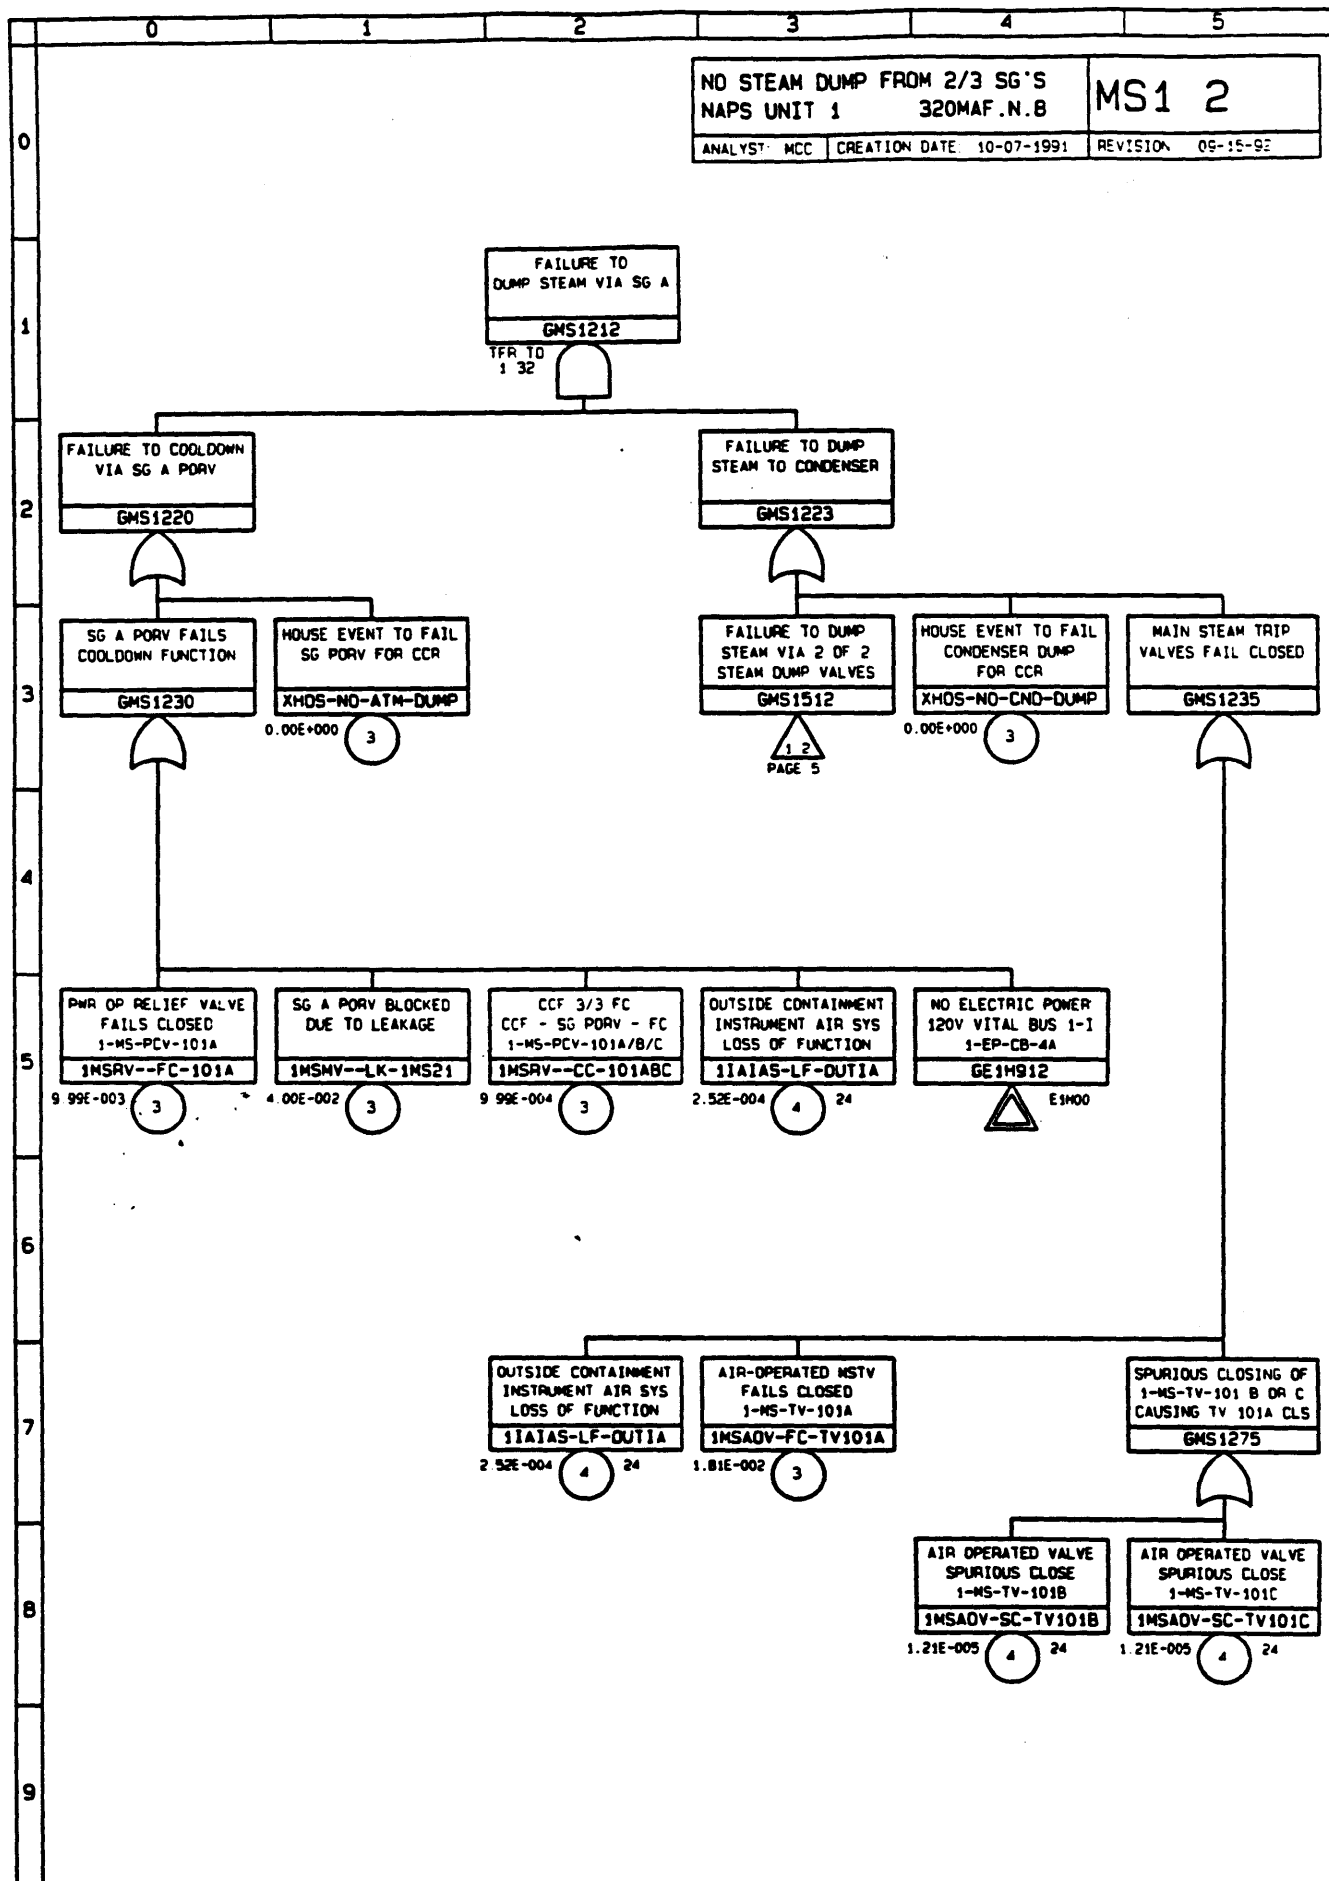 0 1 2 3 4 5
NO STEAM DUMP FROM 2/3 SG'S
NAPS UNIT 1 320MAF.N.B
MS1 2
ANALYST: MCC CREATION DATE: 10-07-1991 REVISION
0
FAILURE TO
DUMP STEAM VIA SG A
GMS1212
TFR TO
1 32
1
FAILURE TO COOLDOWN
VIA SG A PORV
GMS1220
FAILURE TO DUMP
STEAM TO CONDENSER
GMS1223
2
SG A PORV FAILS
COOLDOWN FUNCTION
GMS1230
HOUSE EVENT TO FAIL
SG PORV FOR CCR
XHOS-NO-ATM-DUMP
0.00E+000
3
FAILURE TO DUMP
STEAM VIA 2 OF 2
STEAM DUMP VALVES
GMS1512
1 2
PAGE 5
HOUSE EVENT TO FAIL
CONDENSER DUMP
FOR CCR
XHOS-NO-CND-DUMP
0.00E+000
3
MAIN STEAM TRIP
VALVES FAIL CLOSED
GMS1235
3
4
PWR OP RELIEF VALVE
FAILS CLOSED
1-MS-PCV-101A
1MSRV--FC-101A
9.99E-003
3
SG A PORV BLOCKED
DUE TO LEAKAGE
1MSMV--LK-1MS21
4.00E-002
3
CCF 3/3 FC
CCF - SG PORV - FC
1-MS-PCV-101A/B/C
1MSRV--CC-101ABC
9.99E-004
3
OUTSIDE CONTAINMENT
INSTRUMENT AIR SYS
LOSS OF FUNCTION
1IAIAS-LF-OUTIA
2.52E-004
4
24
NO ELECTRIC POWER
120V VITAL BUS 1-I
1-EP-CB-4A
GE1H912
E1H00
5
6
OUTSIDE CONTAINMENT
INSTRUMENT AIR SYS
LOSS OF FUNCTION
1IAIAS-LF-OUTIA
2.52E-004
4
24
AIR-OPERATED MSTV
FAILS CLOSED
1-MS-TV-101A
1MSAOV-FC-TV101A
1.81E-002
3
SPURIOUS CLOSING OF
1-MS-TV-101 B OR C
CAUSING TV 101A CLS
GMS1275
7
AIR OPERATED VALVE
SPURIOUS CLOSE
1-MS-TV-101B
1MSAOV-SC-TV101B
1.21E-005
4
24
AIR OPERATED VALVE
SPURIOUS CLOSE
1-MS-TV-101C
1MSAOV-SC-TV101C
1.21E-005
4
24
8
9